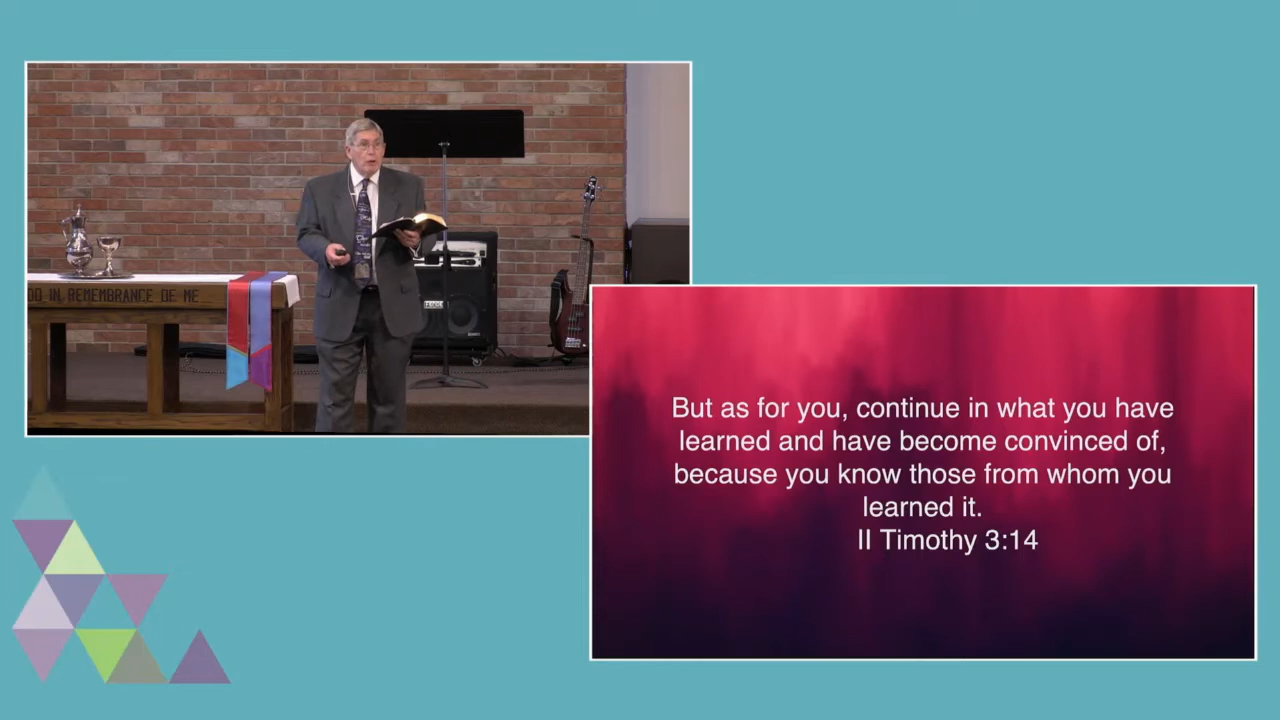 DO IN REMEMBRANCE OF ME
But as for you, continue in what you have
learned and have become convinced of,
because you know those from whom you
learned it.
II Timothy 3:14